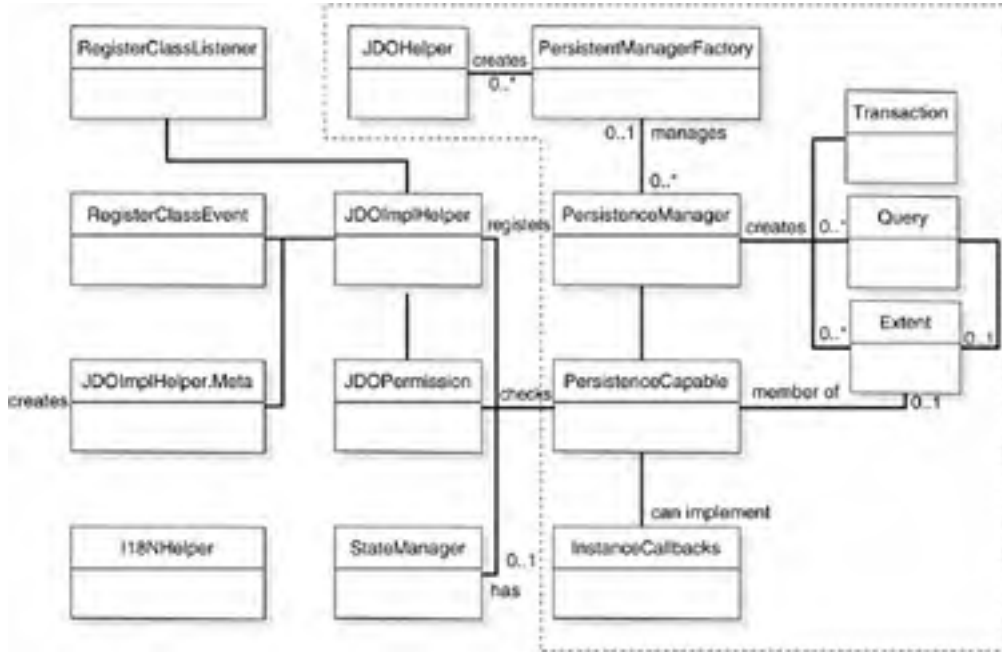 RegisterClassListener
JDOHelper
creates
0..*
PersistentManagerFactory
0..1 manages
0..*
Transaction
RegisterClassEvent
JDOImplHelper
registers
PersistenceManager
creates
0..*
Query
0..*
Extent
0..1
creates
JDOImplHelper.Meta
JDOPermission
checks
PersistenceCapable
member of
0..1
can implement
I18NHelper
StateManager
0..1
has
InstanceCallbacks